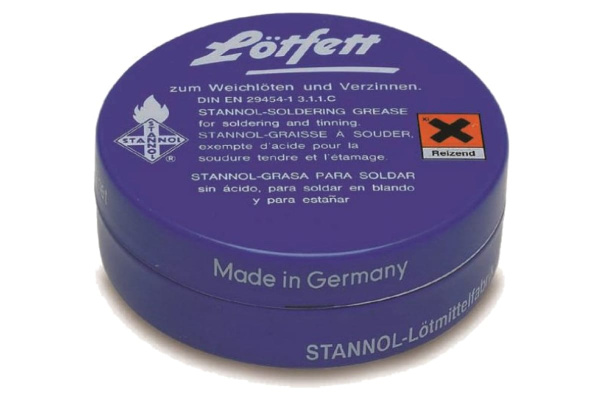 Lötfett
zum Weichlöten und Verzinnen.
DIN EN 29454-1 3.1.1.C
STANNOL-SOLDERING GREASE
for soldering and tinning.
STANNOL-GRAISSE A SOUDER,
exempte d'acide pour la
soudure tendre et l'étamage.
STANNOL-GRASA PARA SOLDAR
sin ácido, para soldar en blando
y para estañar
STANNOL
STANNOL
®
Xi
Reizend
Made in Germany
STANNOL-Lötmittelfab